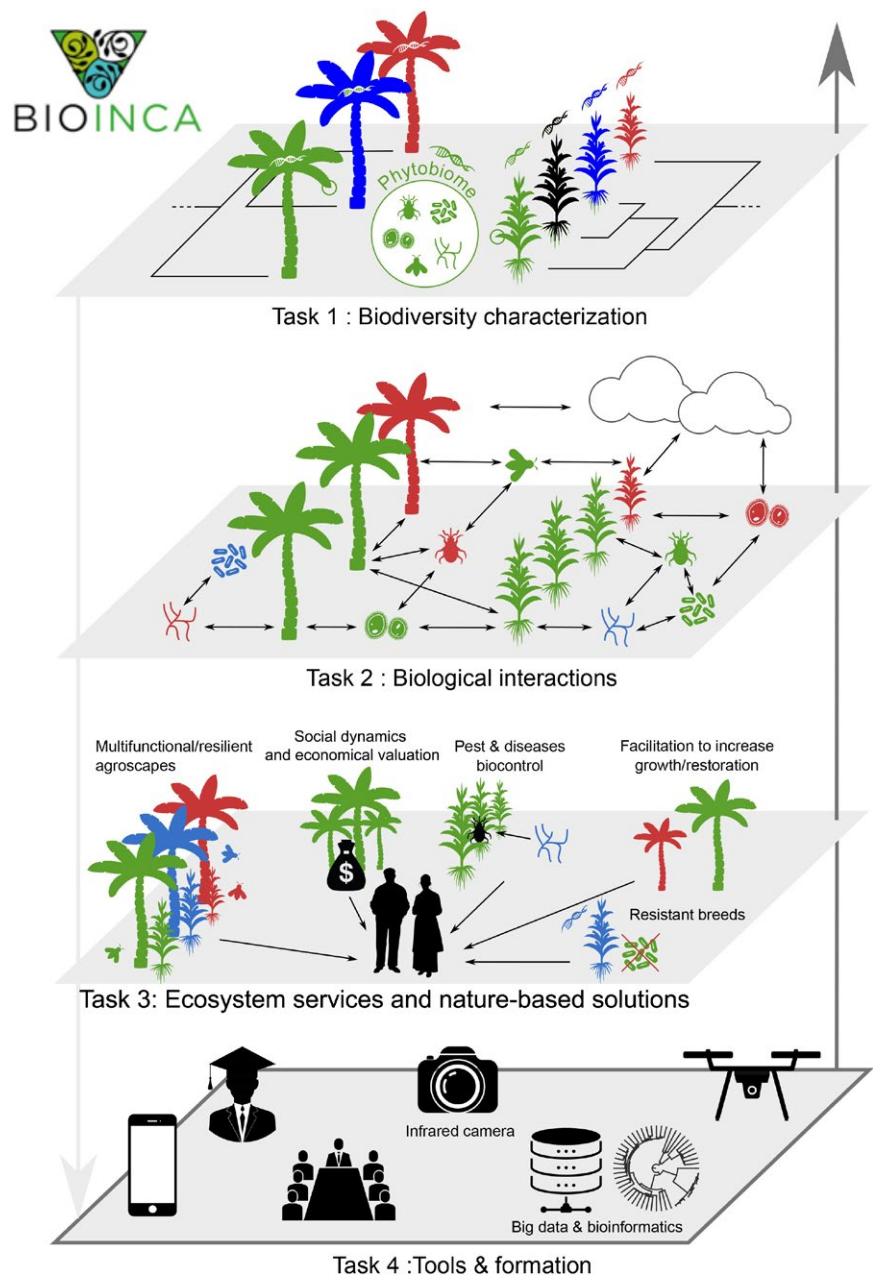 BIOINCA
Phytobiome
Task 1 : Biodiversity characterization
Task 2 : Biological interactions
Multifunctional/resilient
agroscapes
Social dynamics
and economical valuation
Pest & diseases
biocontrol
Facilitation to increase
growth/restoration
$
Resistant breeds
Task 3: Ecosystem services and nature-based solutions
Infrared camera
Big data & bioinformatics
Task 4 :Tools & formation